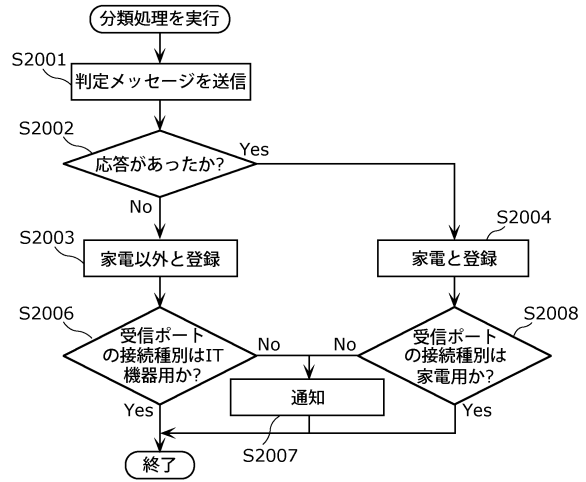 分類処理を実行
S2001
判定メッセージを送信
S2002
応答があったか?
Yes
No
S2003
家電以外と登録
S2004
家電と登録
S2006
受信ポート
の接続種別はIT
機器用か?
No
Yes
S2008
受信ポート
の接続種別は
家電用か?
No
Yes
通知
S2007
終了